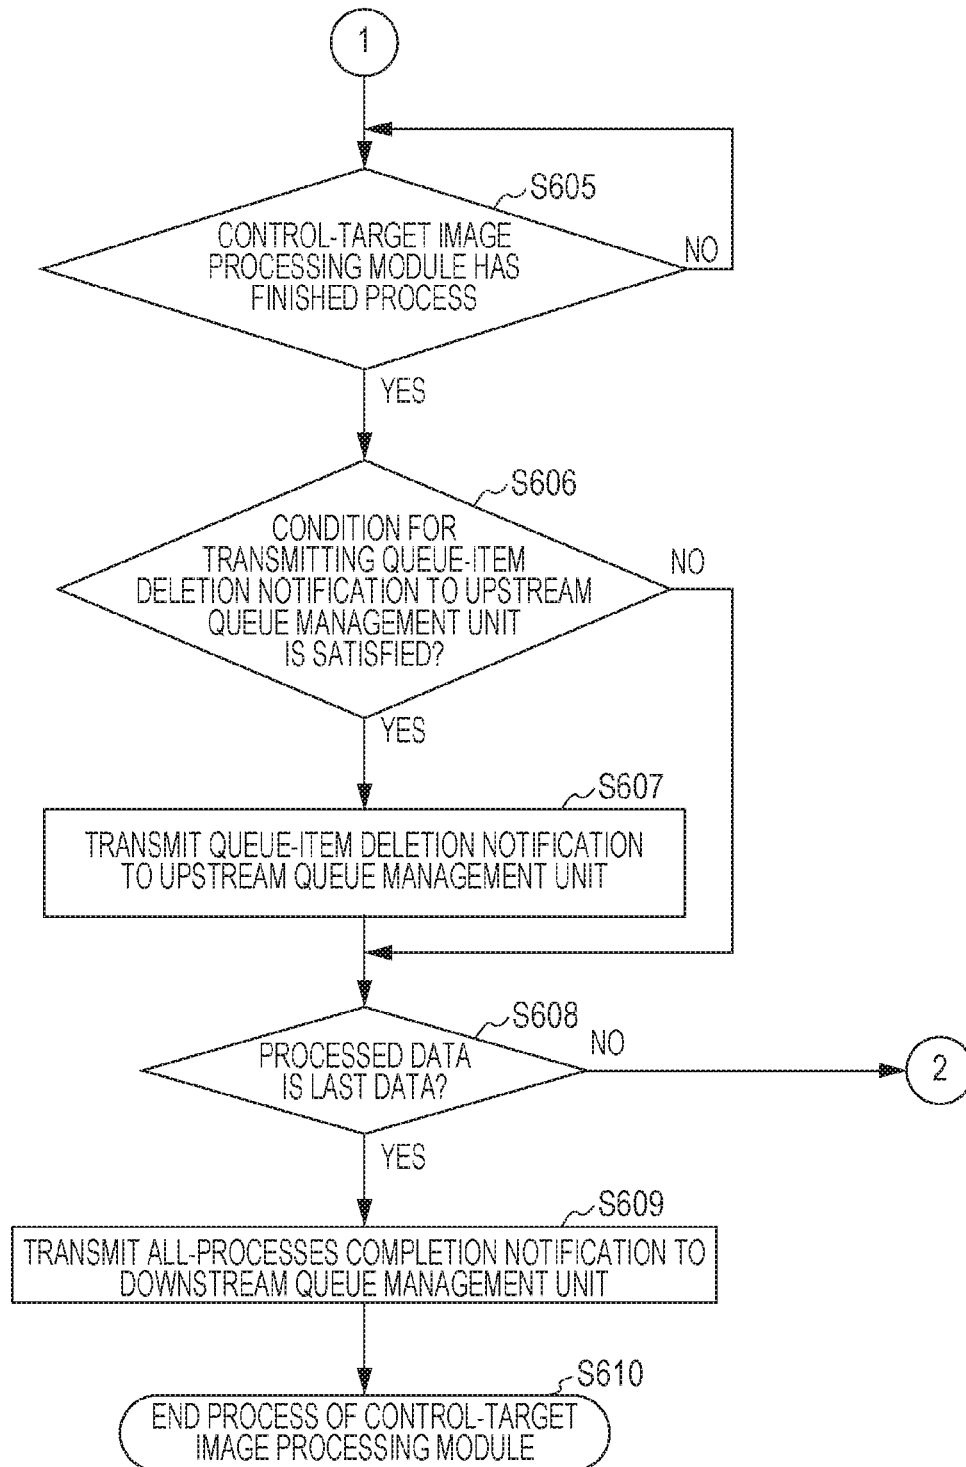 1
S605
CONTROL-TARGET IMAGE
PROCESSING MODULE HAS
FINISHED PROCESS
NO
YES
S606
CONDITION FOR
TRANSMITTING QUEUE-ITEM
DELETION NOTIFICATION TO UPSTREAM
QUEUE MANAGEMENT UNIT
IS SATISFIED?
NO
YES
S607
TRANSMIT QUEUE-ITEM DELETION NOTIFICATION
TO UPSTREAM QUEUE MANAGEMENT UNIT
S608
PROCESSED DATA
IS LAST DATA?
NO
2
YES
S609
TRANSMIT ALL-PROCESSES COMPLETION NOTIFICATION TO
DOWNSTREAM QUEUE MANAGEMENT UNIT
S610
END PROCESS OF CONTROL-TARGET
IMAGE PROCESSING MODULE